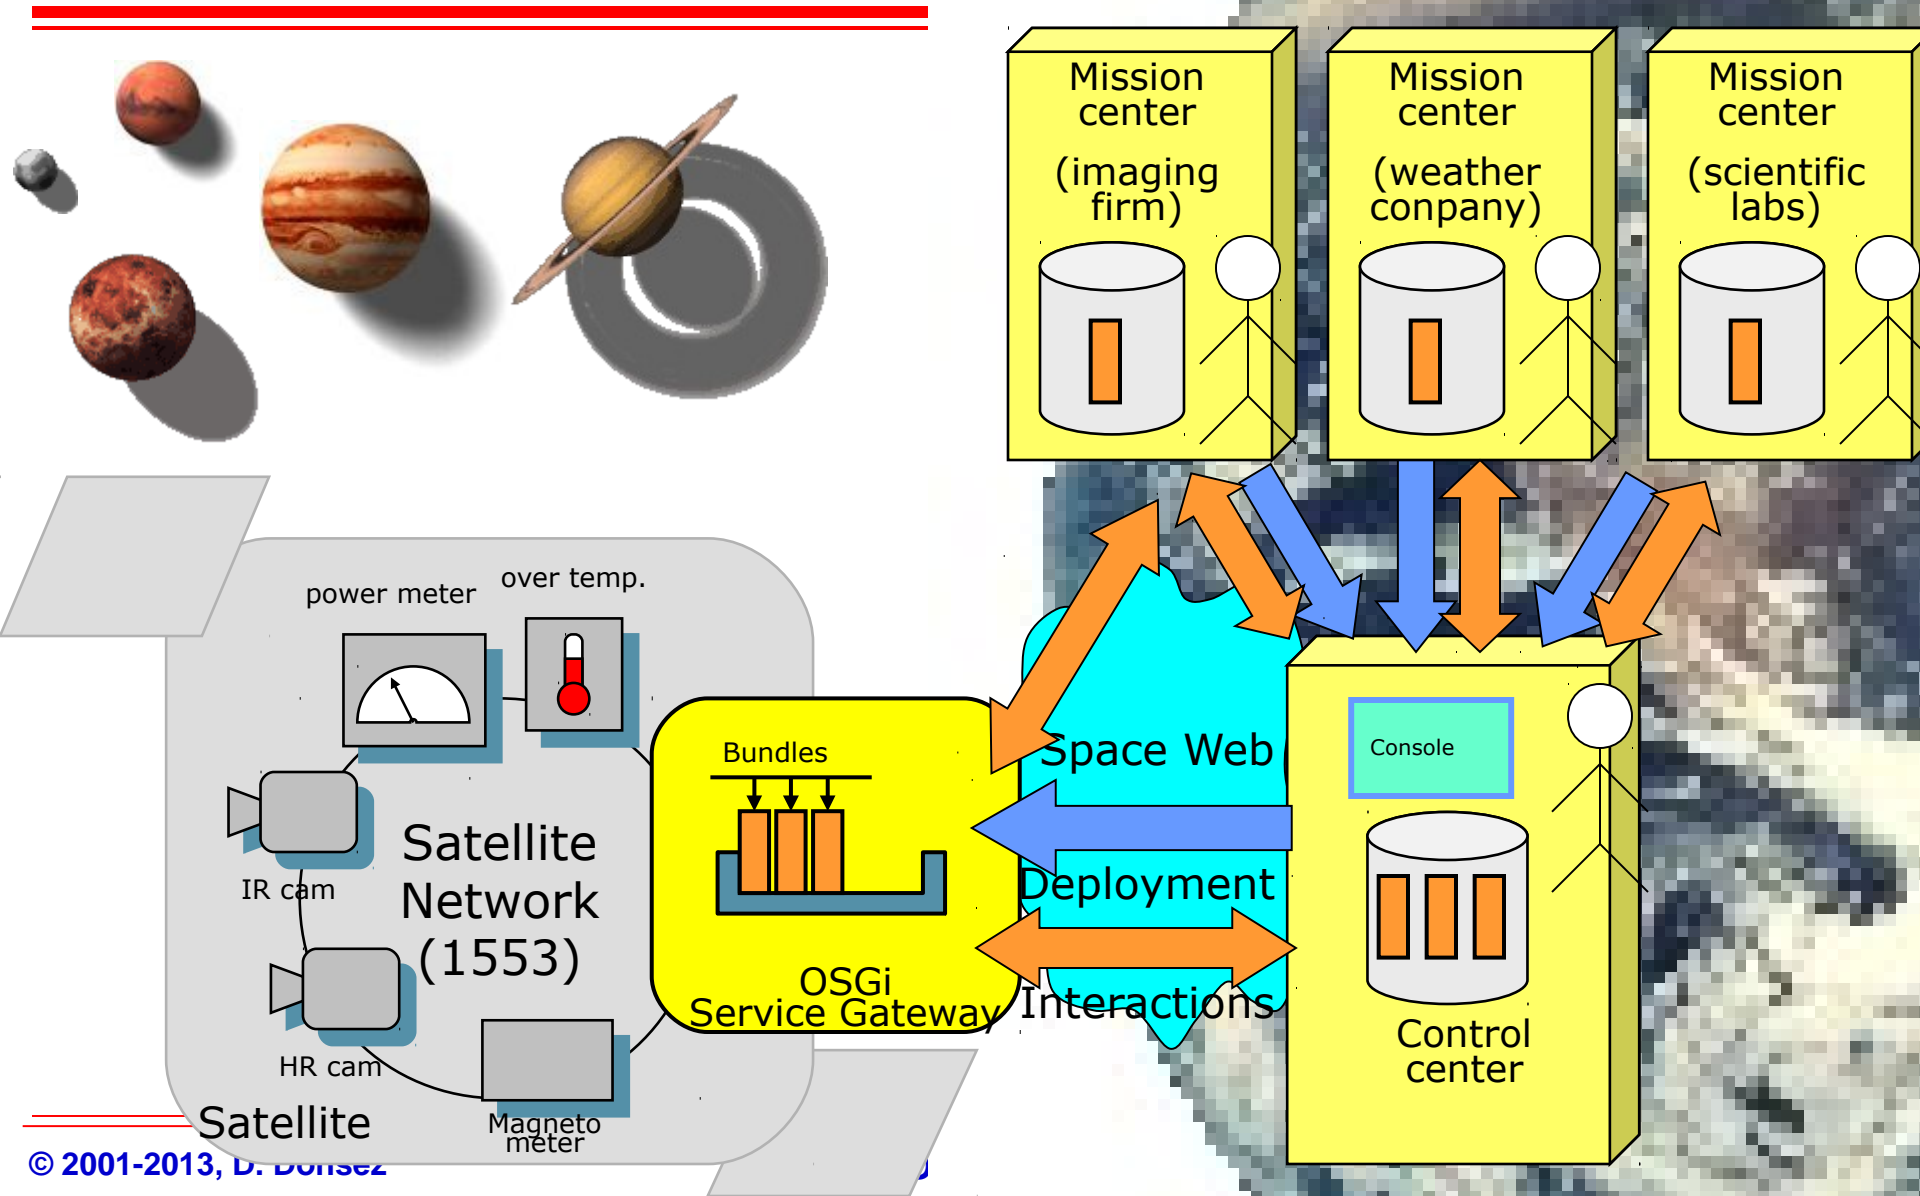 Mission
center
(imaging
firm)
Mission
center
(weather
conpany)
Mission
center
(scientific
labs)
power meter
over temp.
Bundles
Space Web
Console
Satellite
Network
(1553)
IR cam
Deployment
OSGi
Service Gateway
Interactions
Control
center
HR cam
Satellite
Magneto
meter
© 2001-2013, D. Donsez